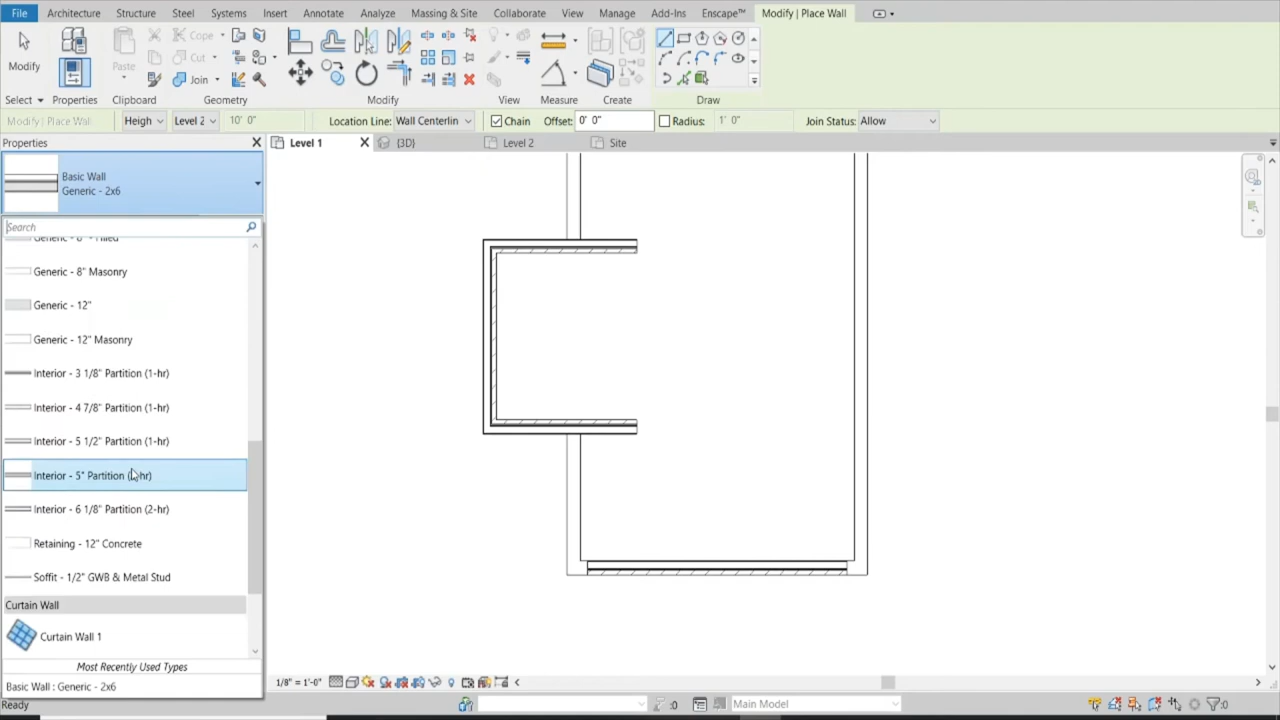 File Architecture Structure Steel Systems Insert Annotate Analyze Massing & Site Collaborate View Manage Add-Ins Enscape™ Modify | Place Wall
Modify Paste Cope Cut Join
Select Properties Clipboard Geometry Modify View Measure Create Draw
Modify | Place Wal Heigh Level 2 10' 0" Location Line: Wall Centerlin Chain Offset: 0' 0" Radius: 1' 0" Join Status: Allow
Properties Level 1 {3D} Level 2 Site
Basic Wall
Generic - 2x6
Search
Generic - 8" - Filled
Generic - 8" Masonry
Generic - 12"
Generic - 12" Masonry
Interior - 3 1/8" Partition (1-hr)
Interior - 4 7/8" Partition (1-hr)
Interior - 5 1/2" Partition (1-hr)
Interior - 5" Partition ( hr)
Interior - 6 1/8" Partition (2-hr)
Retaining - 12" Concrete
Soffit - 1/2" GWB & Metal Stud
Curtain Wall
Curtain Wall 1
Most Recently Used Types
Basic Wall : Generic - 2x6
1/8" = 1'-0"
Ready :0 Main Model :0